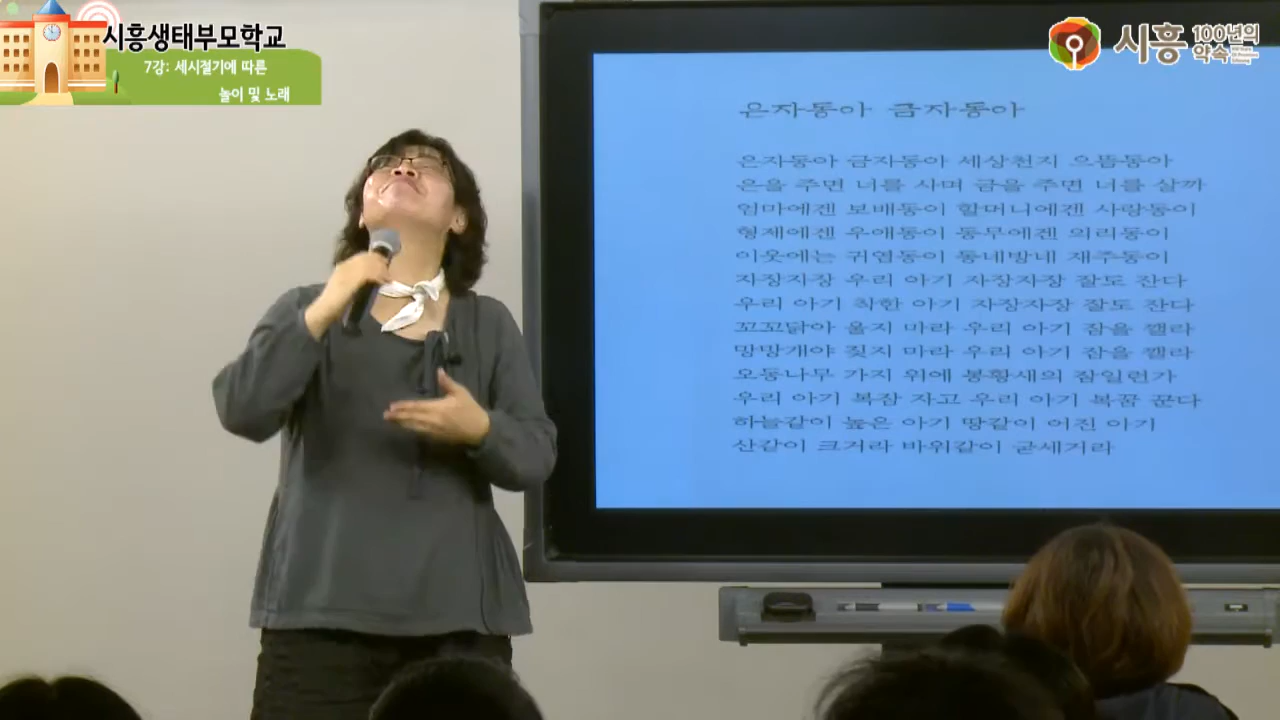 시흥생태부모학교
7강: 세시절기에 따른
놀이 및 노래
시흥 100년의
약속
은자동아 금자동아
은자동아 금자동아 세상천지 으뜸동아
은을 주면 너를 사며 금을 주면 너를 살까
엄마에겐 보배동이 할머니에겐 사랑동이
형제에겐 우애동이 동무에겐 의리동이
이웃에는 귀염동이 동네방네 재주동이
자장자장 우리 아기 자장자장 잘도 잔다
우리 아기 착한 아기 자장자장 잘도 잔다
꼬꼬닭아 울지 마라 우리 아기 잠을 깰라
망망개야 짖지 마라 우리 아기 잠을 깰라
오동나무 가지 위에 봉황새의 잠일런가
우리 아기 복잠 자고 우리 아기 복꿈 꾼다
하늘같이 높은 아기 땅같이 어진 아기
산같이 크거라 바위같이 굳세거라